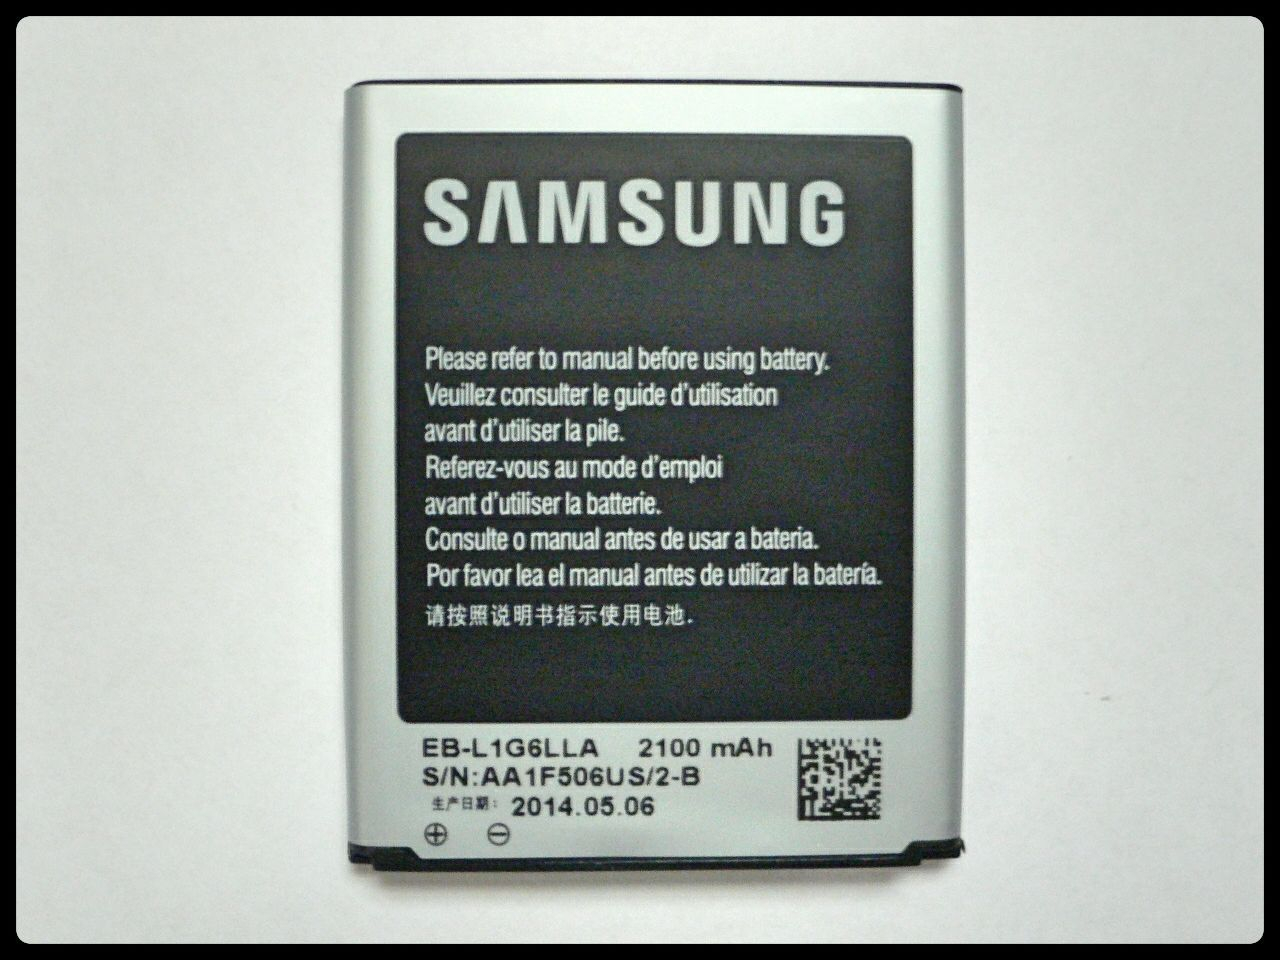 SAMSUNG
Please refer to manual before using battery.
Veuillez consulter le guide d'utilisation
avant d'utiliser la pile.
Referez-vous au mode d'emploi
avant d'utiliser la batterie.
Consulte o manual antes de usar a bateria.
Por favor lea el manual antes de utilizar la batería.
请按照说明书指示使用电池.
EB-L1G6LLA 2100 mAh
S/N:AA1F506US/2-B
生产日期: 2014.05.06
⊕ ⊖